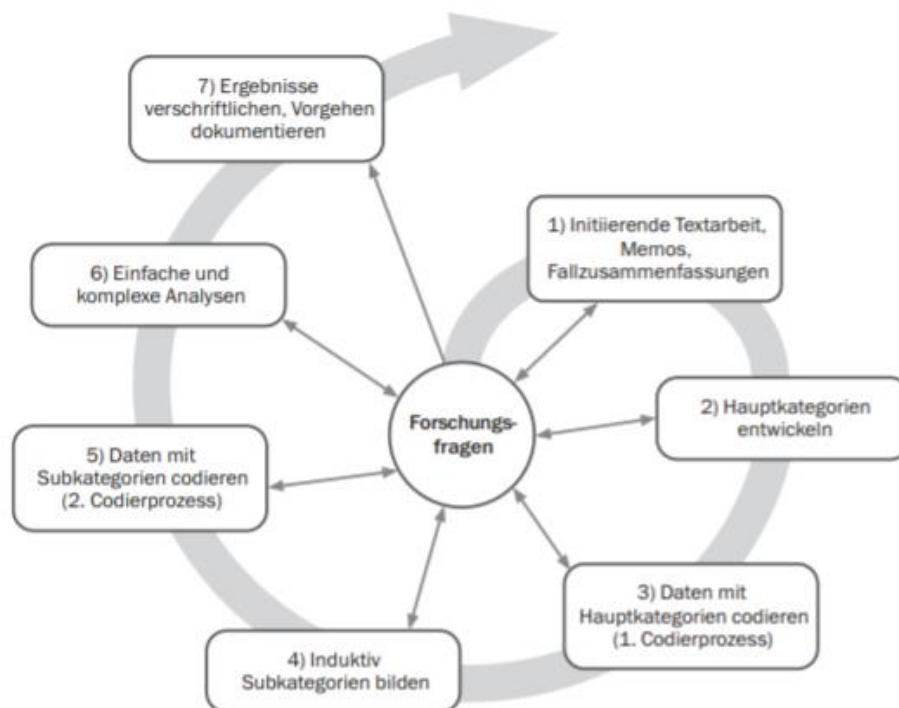 7) Ergebnisse
verschriftlichen, Vorgehen
dokumentieren
1) Initiierende Textarbeit,
Memos,
Fallzusammenfassungen
6) Einfache und
komplexe Analysen
Forschungs-
fragen
2) Hauptkategorien
entwickeln
5) Daten mit
Subkategorien codieren
(2. Codierprozess)
3) Daten mit
Hauptkategorien codieren
(1. Codierprozess)
4) Induktiv
Subkategorien bilden